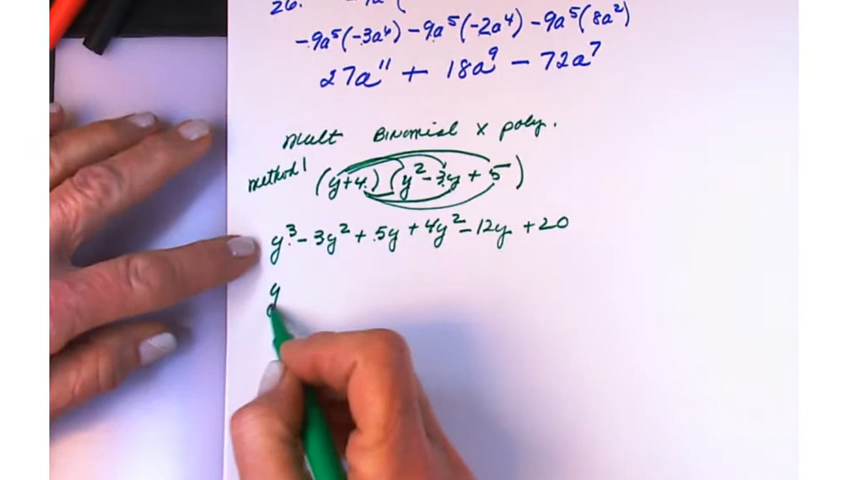 26.
-9a⁵(-3a⁶) -9a⁵(-2a⁴) -9a⁵(8a²)
27a¹¹ + 18a⁹ - 72a⁷
Mult Binomial x poly.
method 1 (y+4)(y²-3y+5)
y³-3y²+5y+4y²-12y+20
y